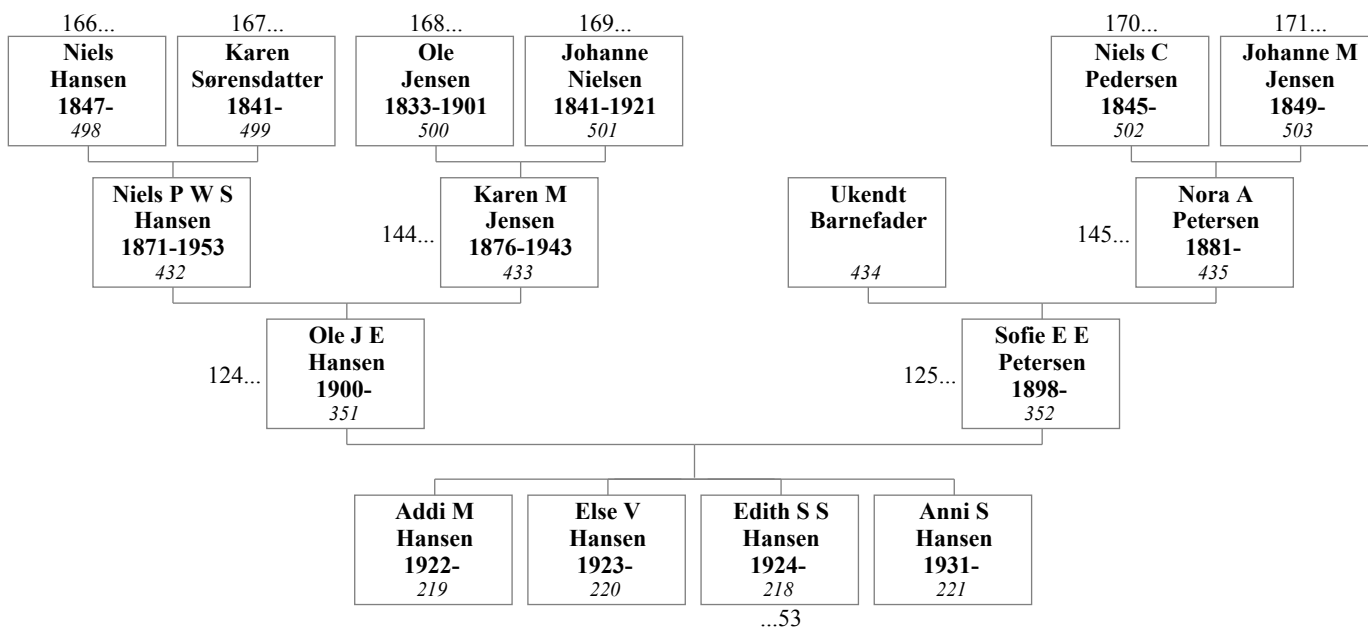 166...
167...
168...
169...
170...
171...
Niels
Hansen
1847-
498
Karen
Sørensdatter
1841-
499
Ole
Jensen
1833-1901
500
Johanne
Nielsen
1841-1921
501
Niels C
Pedersen
1845-
502
Johanne M
Jensen
1849-
503
Niels P W S
Hansen
1871-1953
432
144...
Karen M
Jensen
1876-1943
433
Ukendt
Barnefader
434
145...
Nora A
Petersen
1881-
435
124...
Ole J E
Hansen
1900-
351
125...
Sofie E E
Petersen
1898-
352
Addi M
Hansen
1922-
219
Else V
Hansen
1923-
220
Edith S S
Hansen
1924-
218
Anni S
Hansen
1931-
221
...53